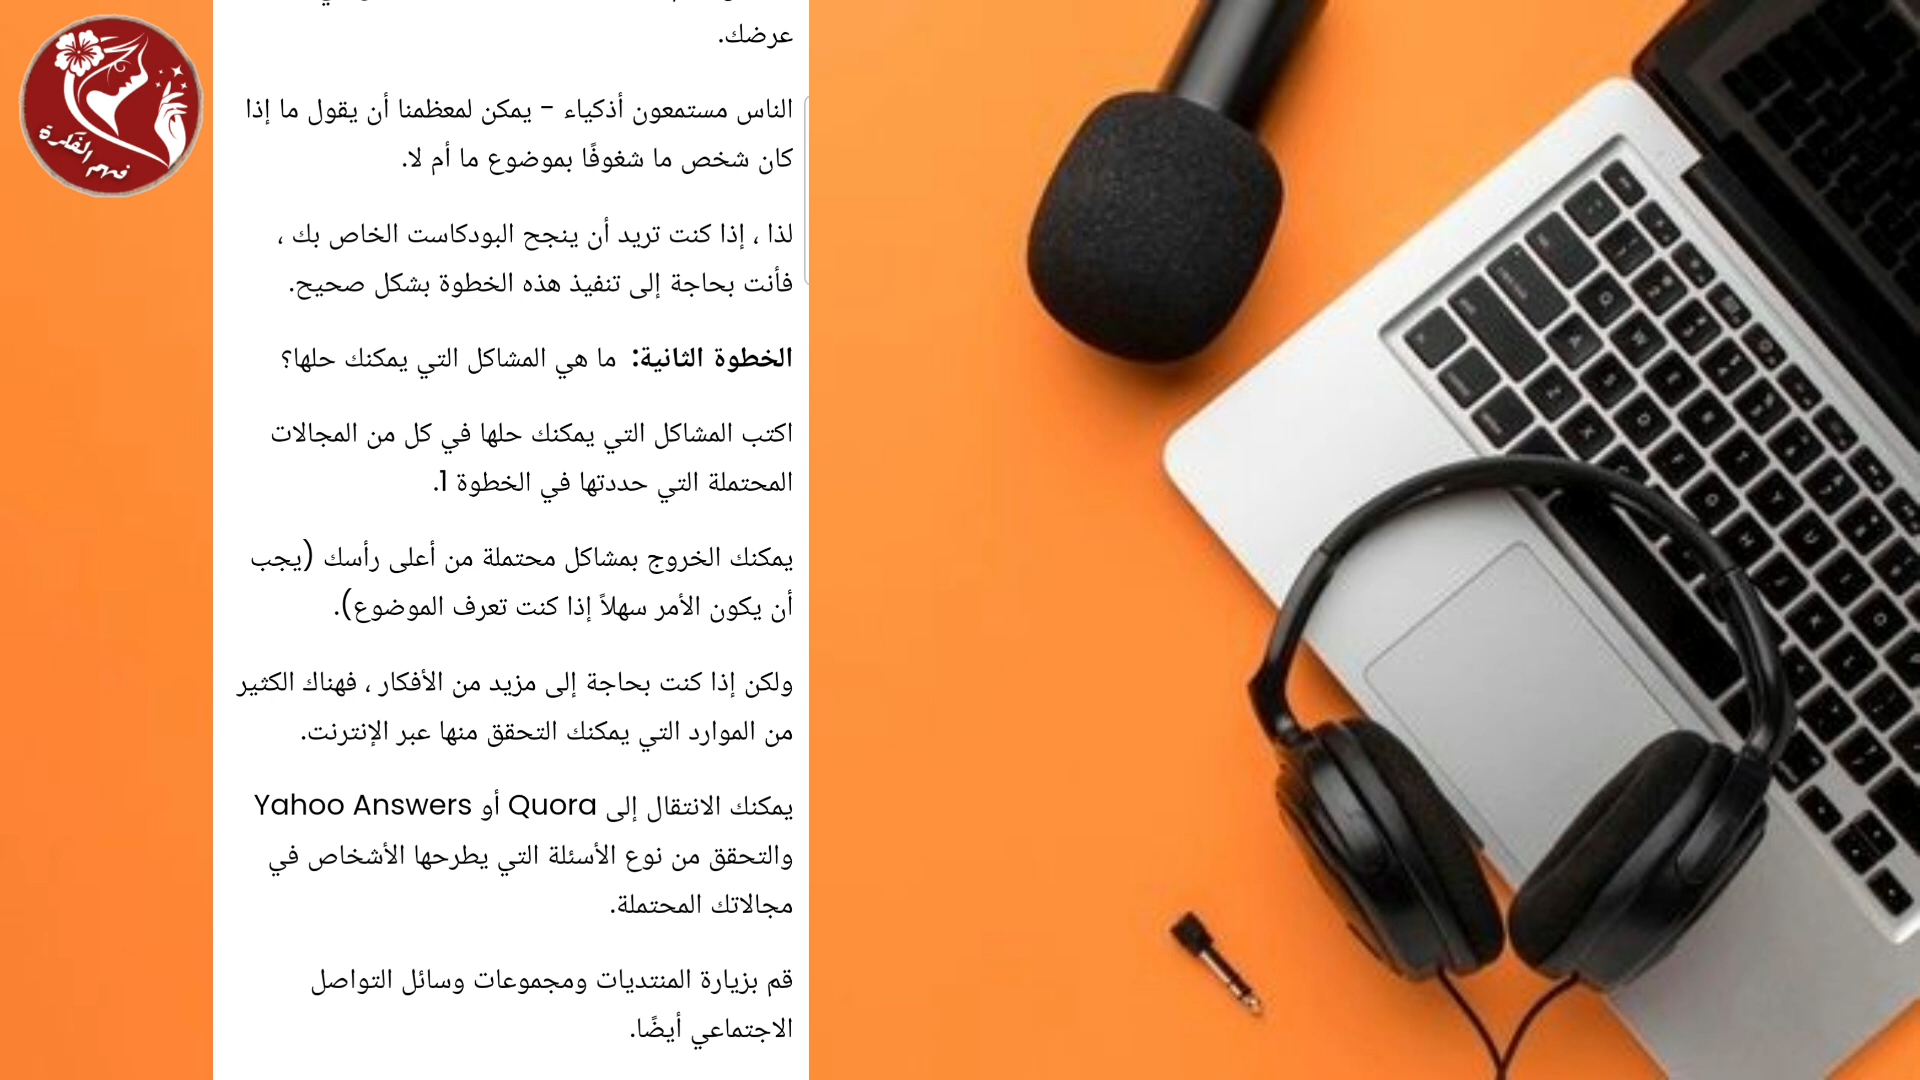 فهم الفكرة
عرضك.
الناس مستمعون أذكياء – يمكن لمعظمنا أن يقول ما إذا
كان شخص ما شغوفًا بموضوع ما أم لا.
لذا ، إذا كنت تريد أن ينجح البودكاست الخاص بك ،
فأنت بحاجة إلى تنفيذ هذه الخطوة بشكل صحيح.
الخطوة الثانية: ما هي المشاكل التي يمكنك حلها؟
اكتب المشاكل التي يمكنك حلها في كل من المجالات
المحتملة التي حددتها في الخطوة 1.
يمكنك الخروج بمشاكل محتملة من أعلى رأسك (يجب
أن يكون الأمر سهلاً إذا كنت تعرف الموضوع).
ولكن إذا كنت بحاجة إلى مزيد من الأفكار ، فهناك الكثير
من الموارد التي يمكنك التحقق منها عبر الإنترنت.
يمكنك الانتقال إلى Quora أو Yahoo Answers
والتحقق من نوع الأسئلة التي يطرحها الأشخاص في
مجالاتك المحتملة.
قم بزيارة المنتديات ومجموعات وسائل التواصل
الاجتماعي أيضًا.